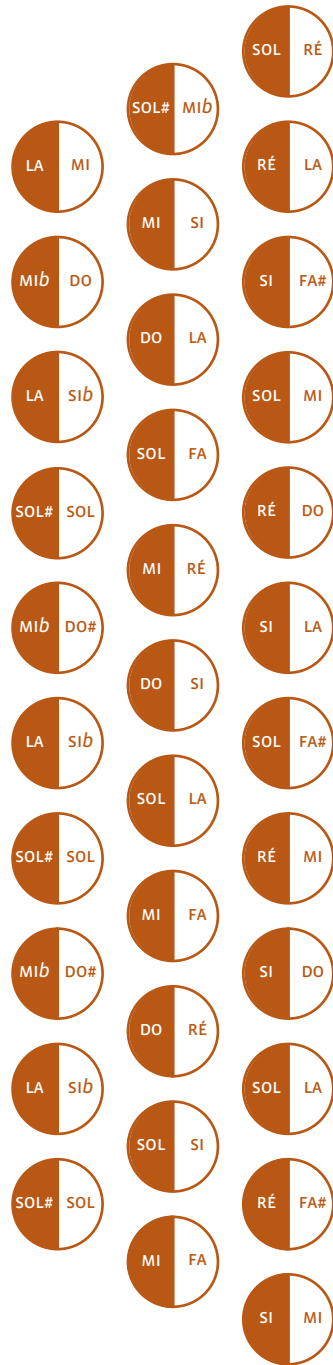 SOL RÉ
SOL# MIb
LA MI
RÉ LA
MI SI
MIb DO
SI FA#
DO LA
LA SIb
SOL MI
SOL FA
SOL# SOL
RÉ DO
MI RÉ
MIb DO#
SI LA
DO SI
LA SIb
SOL FA#
SOL LA
SOL# SOL
RÉ MI
MI FA
MIb DO#
SI DO
DO RÉ
LA SIb
SOL LA
SOL SI
SOL# SOL
RÉ FA#
MI FA
SI MI